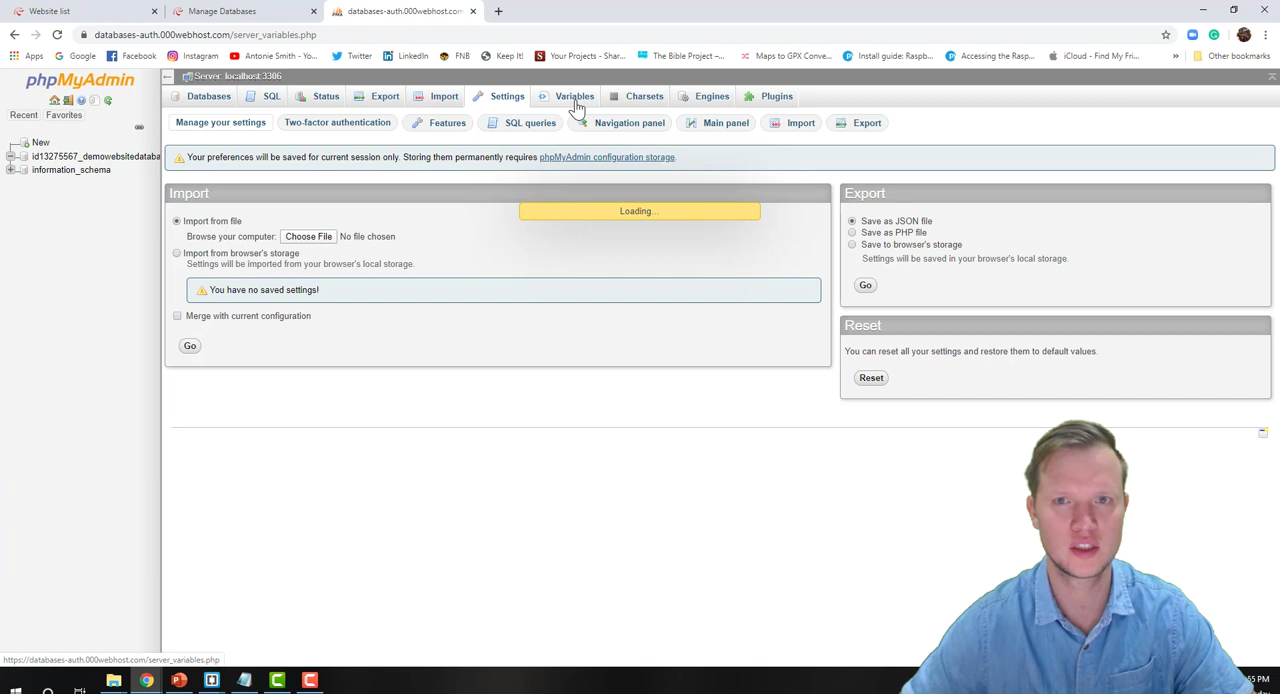 Website list
Manage Databases
databases-auth.000webhost.com
databases-auth.000webhost.com/server_variables.php
Apps Google Facebook Instagram Antonie Smith - Yo... Twitter LinkedIn FNB Keep It! Your Projects - Shar... The Bible Project –... Maps to GPX Conve... Install guide: Raspb... Accessing the Rasp... iCloud - Find My Fri... » Other bookmarks
phpMyAdmin
Recent Favorites
New
id13275567_demowebsitedataba
information_schema
Server: localhost:3306
Databases SQL Status Export Import Settings Variables Charsets Engines Plugins
Manage your settings Two-factor authentication Features SQL queries Navigation panel Main panel Import Export
Your preferences will be saved for current session only. Storing them permanently requires phpMyAdmin configuration storage.
Import
Loading...
Import from file
Browse your computer: Choose File No file chosen
Import from browser's storage
Settings will be imported from your browser's local storage.
You have no saved settings!
Merge with current configuration
Go
Export
Save as JSON file
Save as PHP file
Save to browser's storage
Settings will be saved in your browser's local storage.
Go
Reset
You can reset all your settings and restore them to default values.
Reset
https://databases-auth.000webhost.com/server_variables.php